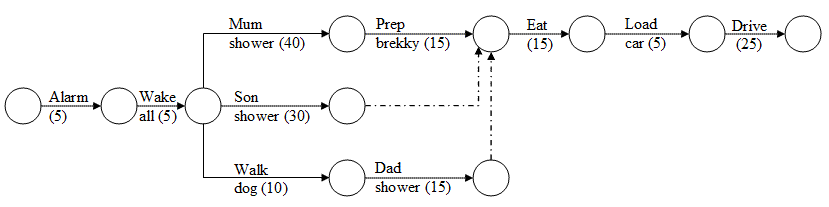 Mum
shower (40)
Prep
brekky (15)
Eat
(15)
Load
car (5)
Drive
(25)
Alarm
(5)
Wake
all (5)
Son
shower (30)
Walk
dog (10)
Dad
shower (15)